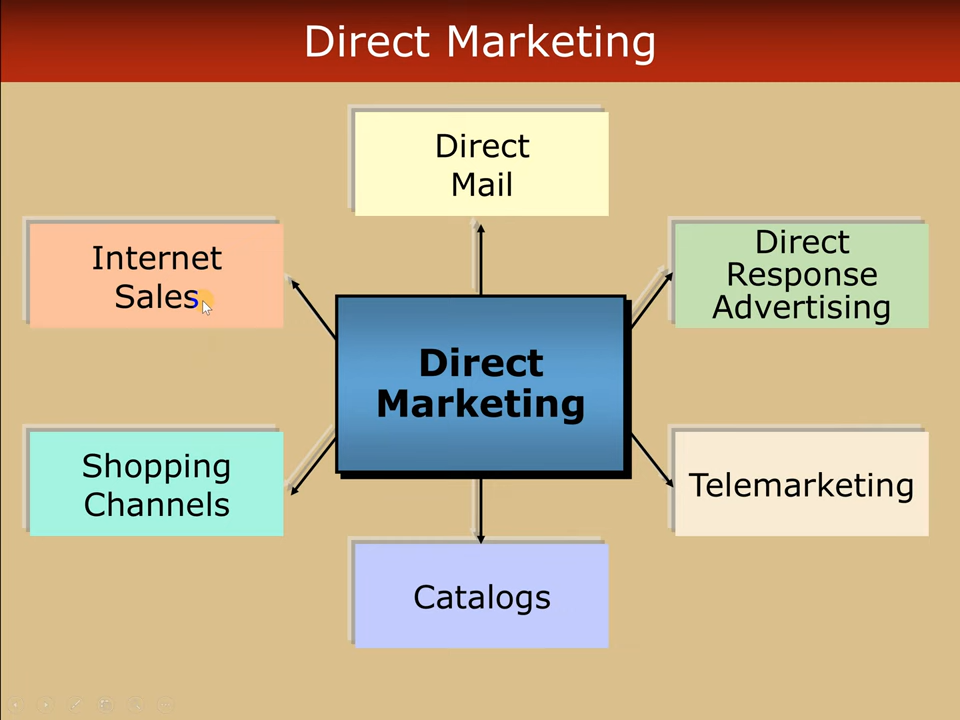 Direct Marketing
Direct
Mail
Internet
Sales
Direct
Response
Advertising
Direct
Marketing
Shopping
Channels
Telemarketing
Catalogs